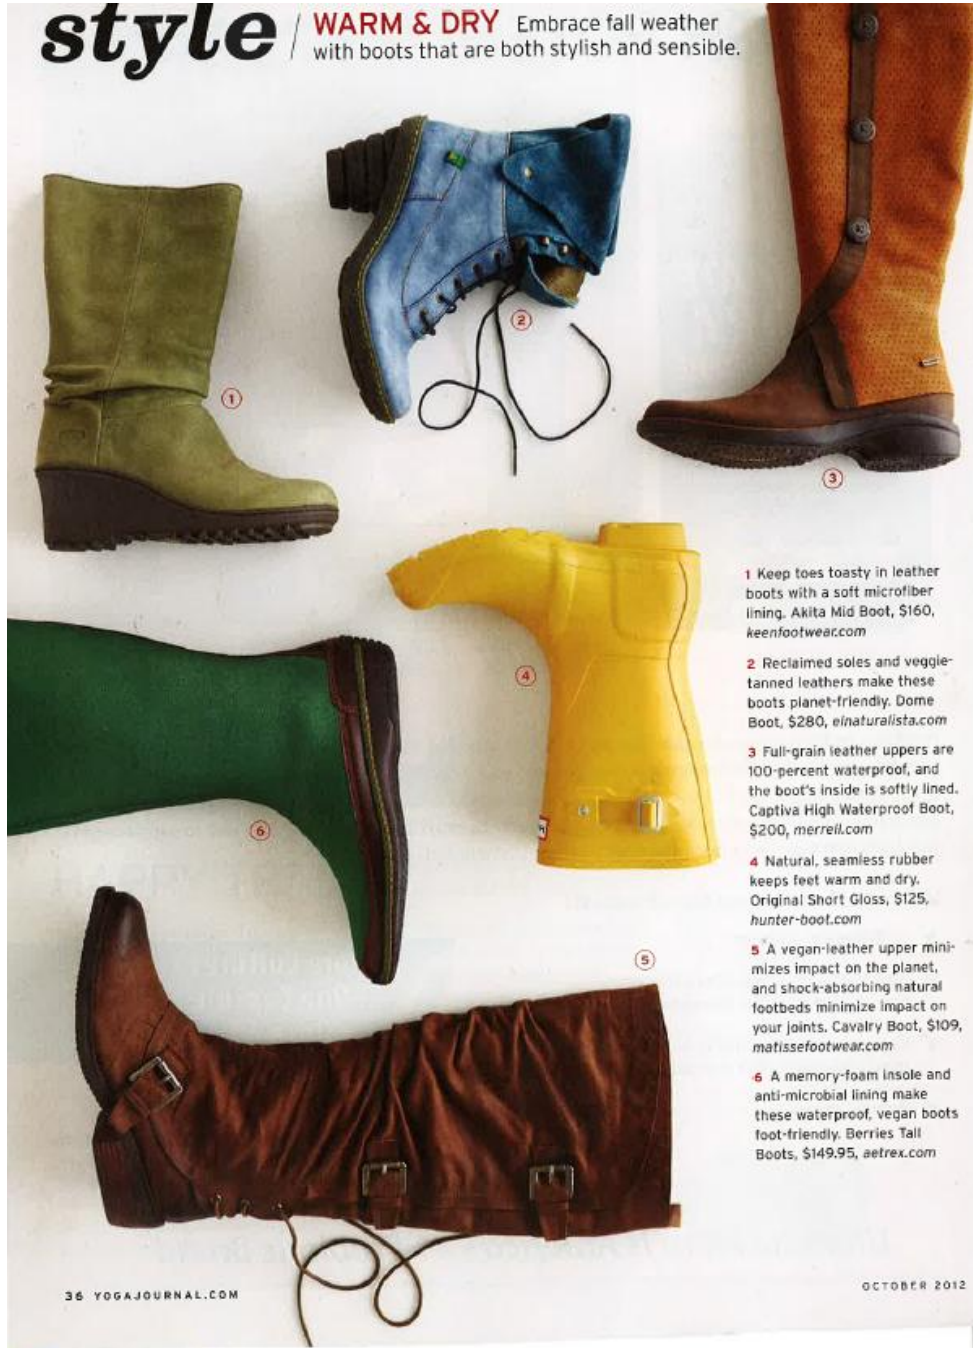 style / WARM & DRY Embrace fall weather
with boots that are both stylish and sensible.
1
2
3
4
5
6
1 Keep toes toasty in leather
boots with a soft microfiber
lining. Akita Mid Boot, $160,
keenfootwear.com
2 Reclaimed soles and veggie-
tanned leathers make these
boots planet-friendly. Dome
Boot, $280, elnaturalista.com
3 Full-grain leather uppers are
100-percent waterproof, and
the boot's inside is softly lined.
Captiva High Waterproof Boot,
$200, merrell.com
4 Natural, seamless rubber
keeps feet warm and dry.
Original Short Gloss, $125,
hunter-boot.com
5 A vegan-leather upper mini-
mizes impact on the planet,
and shock-absorbing natural
footbeds minimize impact on
your joints. Cavalry Boot, $109,
matissefootwear.com
6 A memory-foam insole and
anti-microbial lining make
these waterproof, vegan boots
foot-friendly. Berries Tall
Boots, $149.95, aetrex.com
36 YOGAJOURNAL.COM
OCTOBER 2012